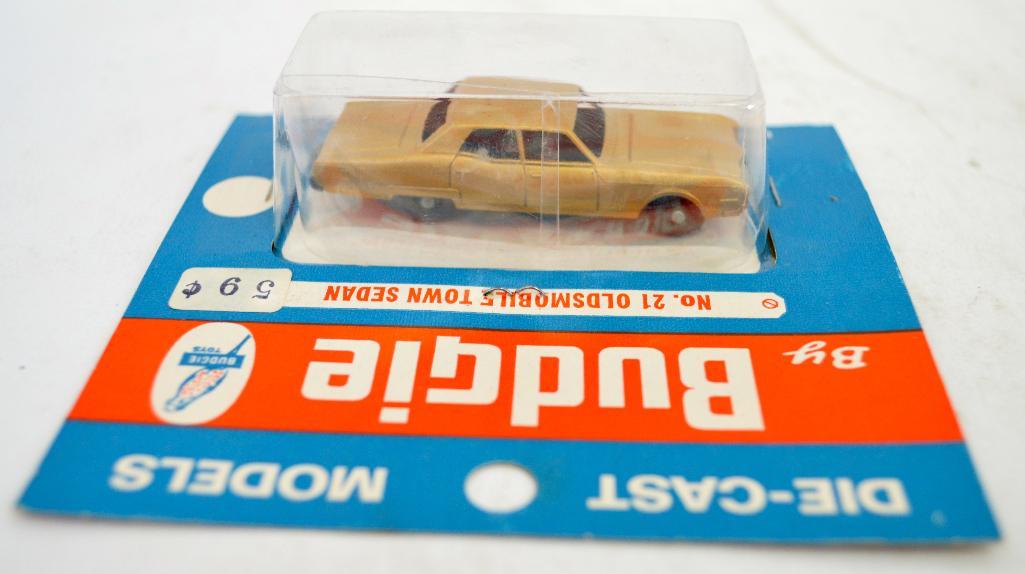 DIE-CAST MODELS
By Budgie
BUDGIE
TOYS
No. 21 OLDSMOBILE TOWN SEDAN
59¢